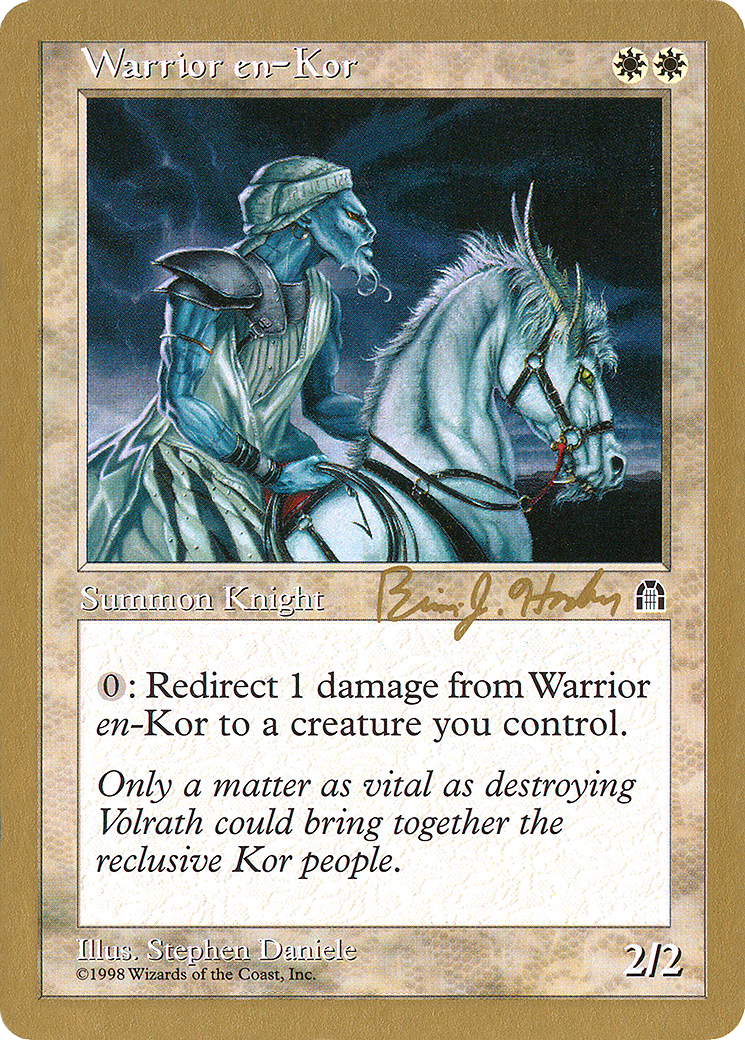 Warrior en-Kor
Summon Knight
Brian J. Hacker
0: Redirect 1 damage from Warrior
en-Kor to a creature you control.
Only a matter as vital as destroying
Volrath could bring together the
reclusive Kor people.
Illus. Stephen Daniele
©1998 Wizards of the Coast, Inc.
2/2